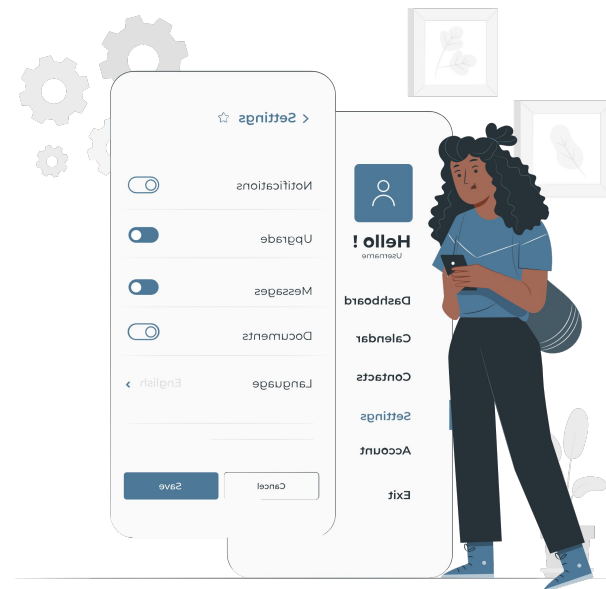 Settings
Notifications
Upgrade
Messages
Documents
Language English
Cancel Save
Hello !
Username
Dashboard
Calendar
Contacts
Settings
Account
Exit